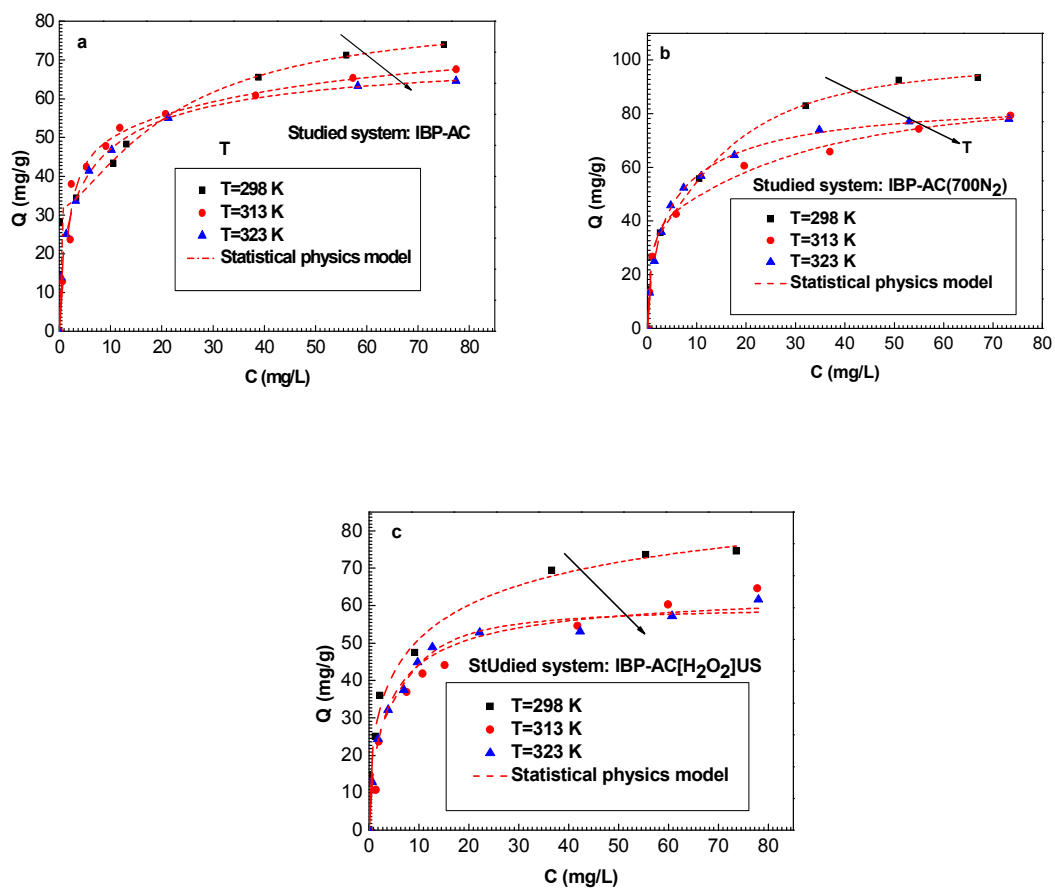 a
80
70
60
50
40
30
20
10
0
Q (mg/g)
Studied system: IBP-AC
T
T=298 K
T=313 K
T=323 K
Statistical physics model
0 10 20 30 40 50 60 70 80
C (mg/L)
b
100
80
60
40
20
0
Q (mg/g)
T
Studied system: IBP-AC(700N₂)
T=298 K
T=313 K
T=323 K
Statistical physics model
0 10 20 30 40 50 60 70 80
C (mg/L)
c
80
70
60
50
40
30
20
10
0
Q (mg/g)
StUdied system: IBP-AC[H₂O₂]US
T=298 K
T=313 K
T=323 K
Statistical physics model
0 10 20 30 40 50 60 70 80
C (mg/L)